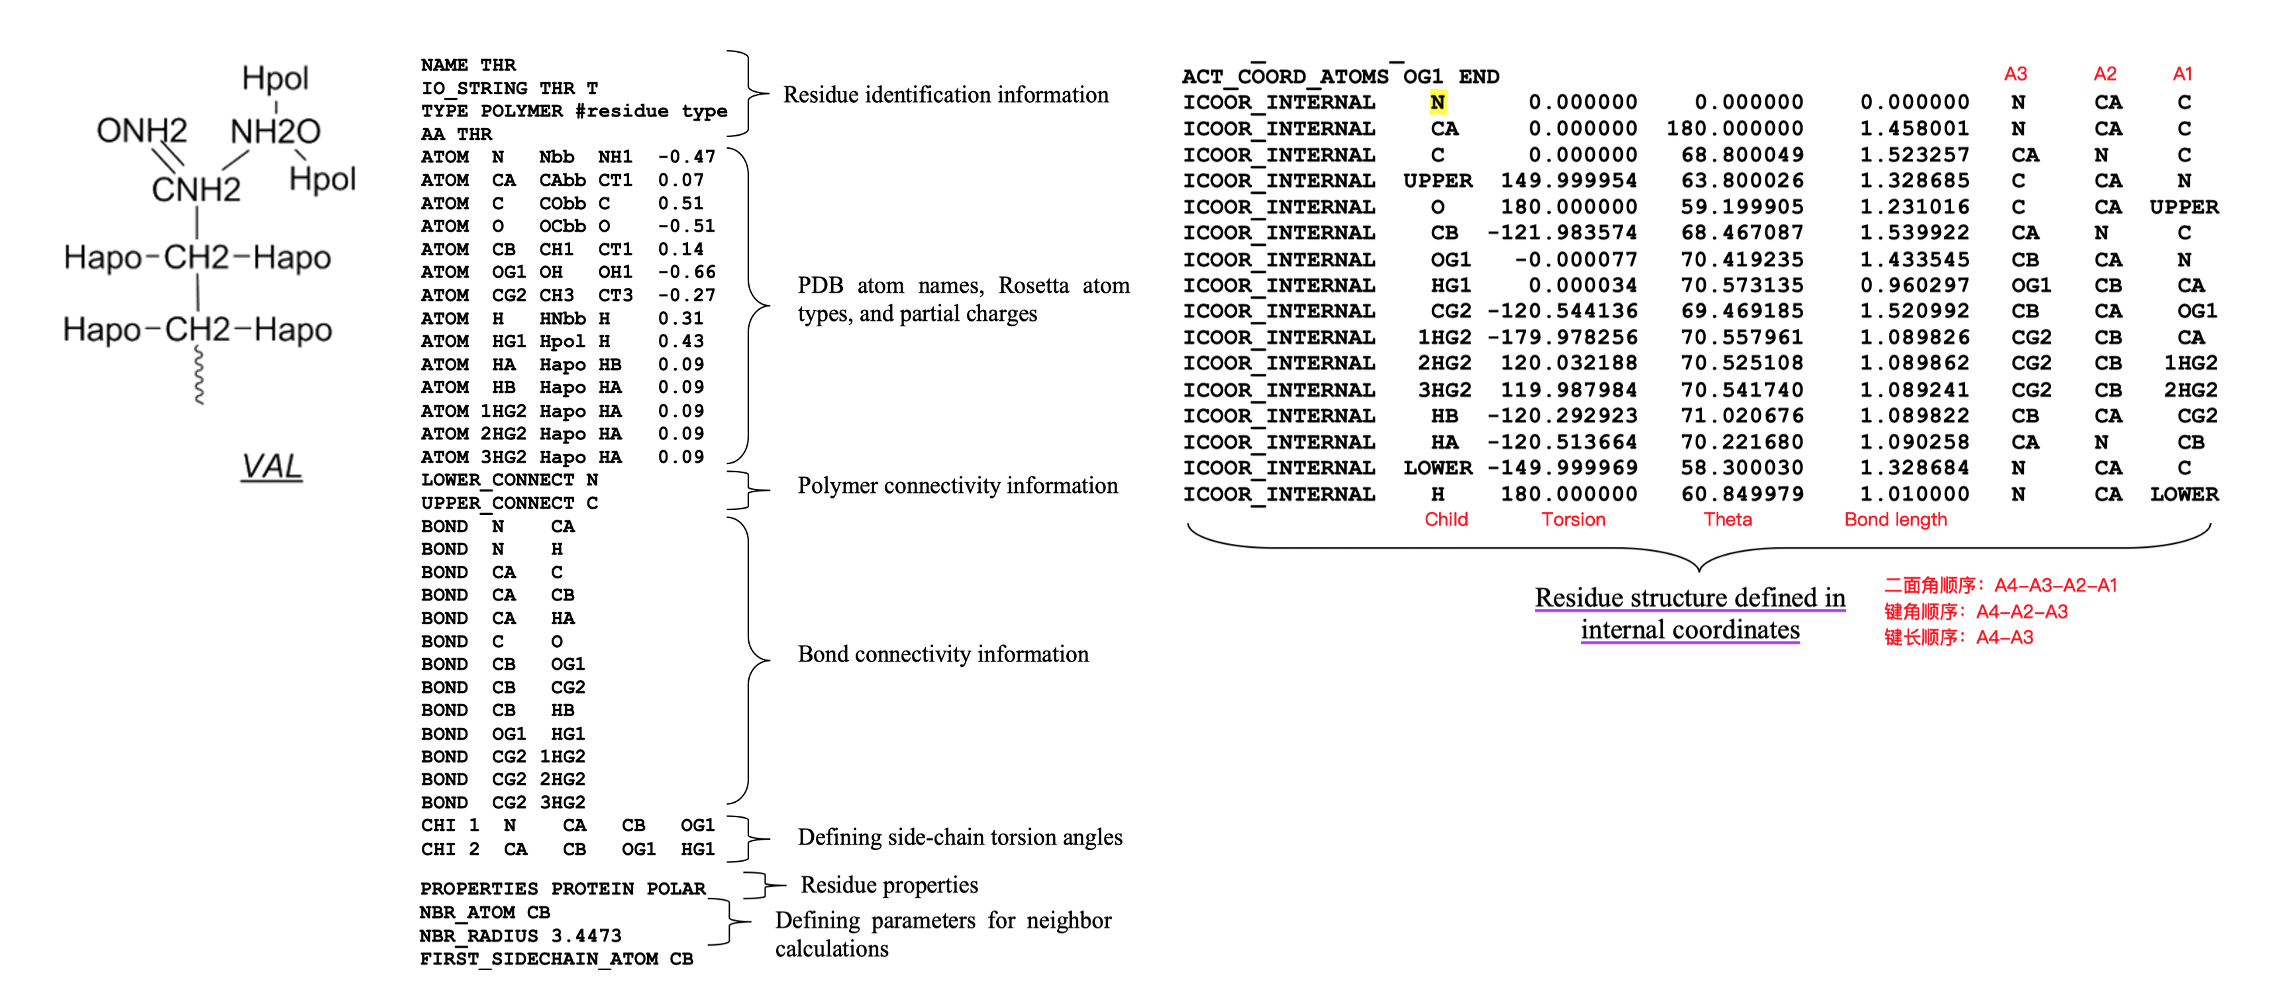 Hpol
ONH2 NH2O
Hpol
CNH2
Hapo-CH2-Hapo
Hapo-CH2-Hapo
VAL
NAME THR
IO_STRING THR T
TYPE POLYMER #residue type
AA THR
Residue identification information
ATOM N Nbb NH1 -0.47
ATOM CA CAbb CT1 0.07
ATOM C CObb C 0.51
ATOM O OCbb O -0.51
ATOM CB CH1 CT1 0.14
ATOM OG1 OH OH1 -0.66
ATOM CG2 CH3 CT3 -0.27
ATOM H HNbb H 0.31
ATOM HG1 Hpol H 0.43
ATOM HA Hapo HB 0.09
ATOM HB Hapo HA 0.09
ATOM 1HG2 Hapo HA 0.09
ATOM 2HG2 Hapo HA 0.09
ATOM 3HG2 Hapo HA 0.09
PDB atom names, Rosetta atom
types, and partial charges
LOWER_CONNECT N
UPPER_CONNECT C
Polymer connectivity information
BOND N CA
BOND N H
BOND CA C
BOND CA CB
BOND CA HA
BOND C O
BOND CB OG1
BOND CB CG2
BOND CB HB
BOND OG1 HG1
BOND CG2 1HG2
BOND CG2 2HG2
BOND CG2 3HG2
Bond connectivity information
CHI 1 N CA CB OG1
CHI 2 CA CB OG1 HG1
Defining side-chain torsion angles
PROPERTIES PROTEIN POLAR
Residue properties
NBR_ATOM CB
NBR_RADIUS 3.4473
FIRST_SIDECHAIN_ATOM CB
Defining parameters for neighbor
calculations
ACT_COORD_ATOMS OG1 END A3 A2 A1
ICOOR_INTERNAL N 0.000000 0.000000 0.000000 N CA C
ICOOR_INTERNAL CA 0.000000 180.000000 1.458001 N CA C
ICOOR_INTERNAL C 0.000000 68.800049 1.523257 CA N C
ICOOR_INTERNAL UPPER 149.999954 63.800026 1.328685 C CA N
ICOOR_INTERNAL O 180.000000 59.199905 1.231016 C CA UPPER
ICOOR_INTERNAL CB -121.983574 68.467087 1.539922 CA N C
ICOOR_INTERNAL OG1 -0.000077 70.419235 1.433545 CB CA N
ICOOR_INTERNAL HG1 0.000034 70.573135 0.960297 OG1 CB CA
ICOOR_INTERNAL CG2 -120.544136 69.469185 1.520992 CB CA OG1
ICOOR_INTERNAL 1HG2 -179.978256 70.557961 1.089826 CG2 CB CA
ICOOR_INTERNAL 2HG2 120.032188 70.525108 1.089862 CG2 CB 1HG2
ICOOR_INTERNAL 3HG2 119.987984 70.541740 1.089241 CG2 CB 2HG2
ICOOR_INTERNAL HB -120.292923 71.020676 1.089822 CB CA CG2
ICOOR_INTERNAL HA -120.513664 70.221680 1.090258 CA N CB
ICOOR_INTERNAL LOWER -149.999969 58.300030 1.328684 N CA C
ICOOR_INTERNAL H 180.000000 60.849979 1.010000 N CA LOWER
Child Torsion Theta Bond length
Residue structure defined in
internal coordinates
二面角顺序：A4-A3-A2-A1
键角顺序：A4-A2-A3
键长顺序：A4-A3